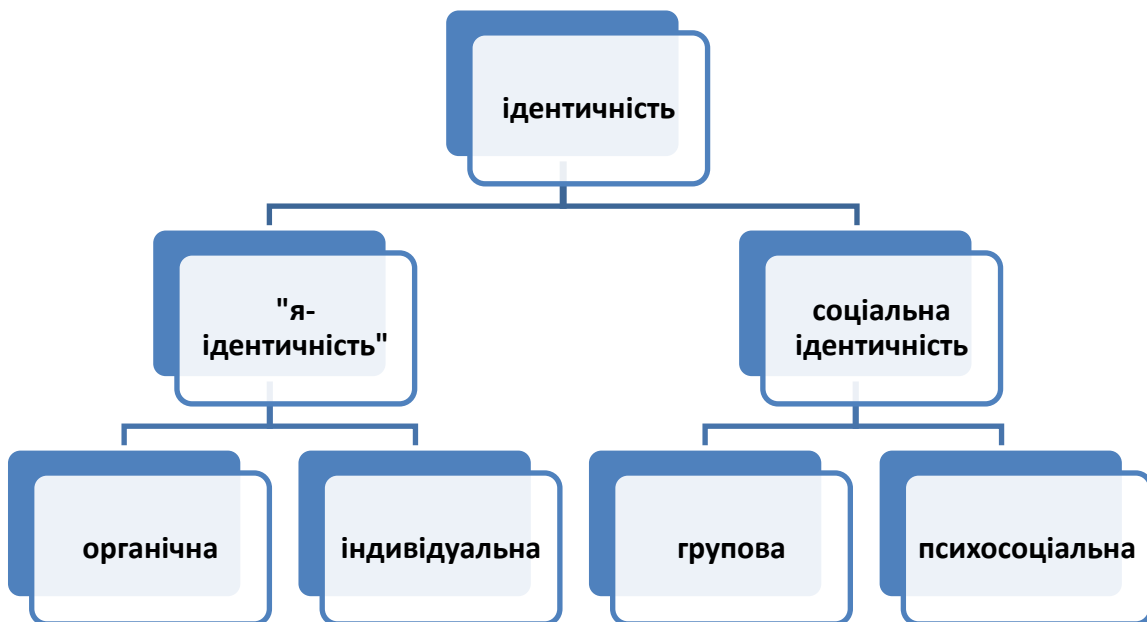 ідентичність
"я-
ідентичність"
соціальна
ідентичність
органічна
індивідуальна
групова
психосоціальна